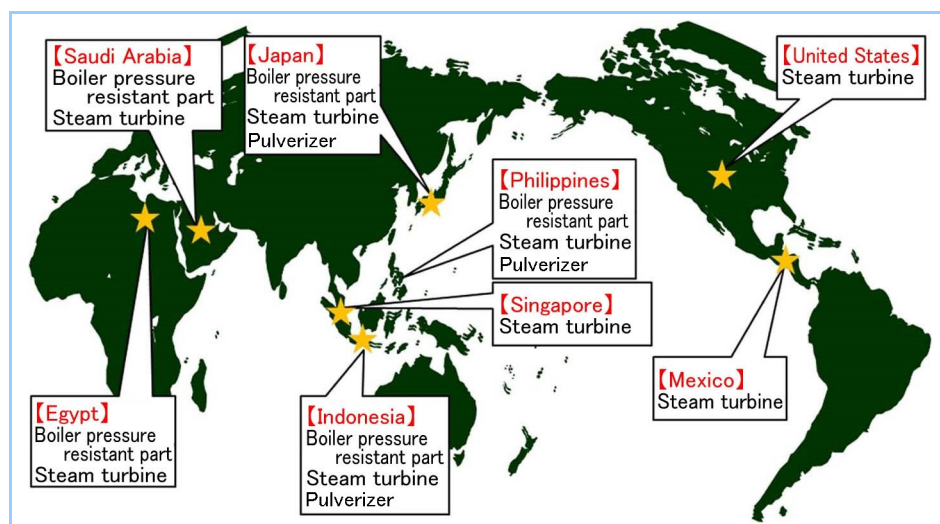 【Saudi Arabia】
Boiler pressure
resistant part
Steam turbine
【Japan】
Boiler pressure
resistant part
Steam turbine
Pulverizer
【United States】
Steam turbine
【Philippines】
Boiler pressure
resistant part
Steam turbine
Pulverizer
【Singapore】
Steam turbine
【Mexico】
Steam turbine
【Egypt】
Boiler pressure
resistant part
Steam turbine
【Indonesia】
Boiler pressure
resistant part
Steam turbine
Pulverizer